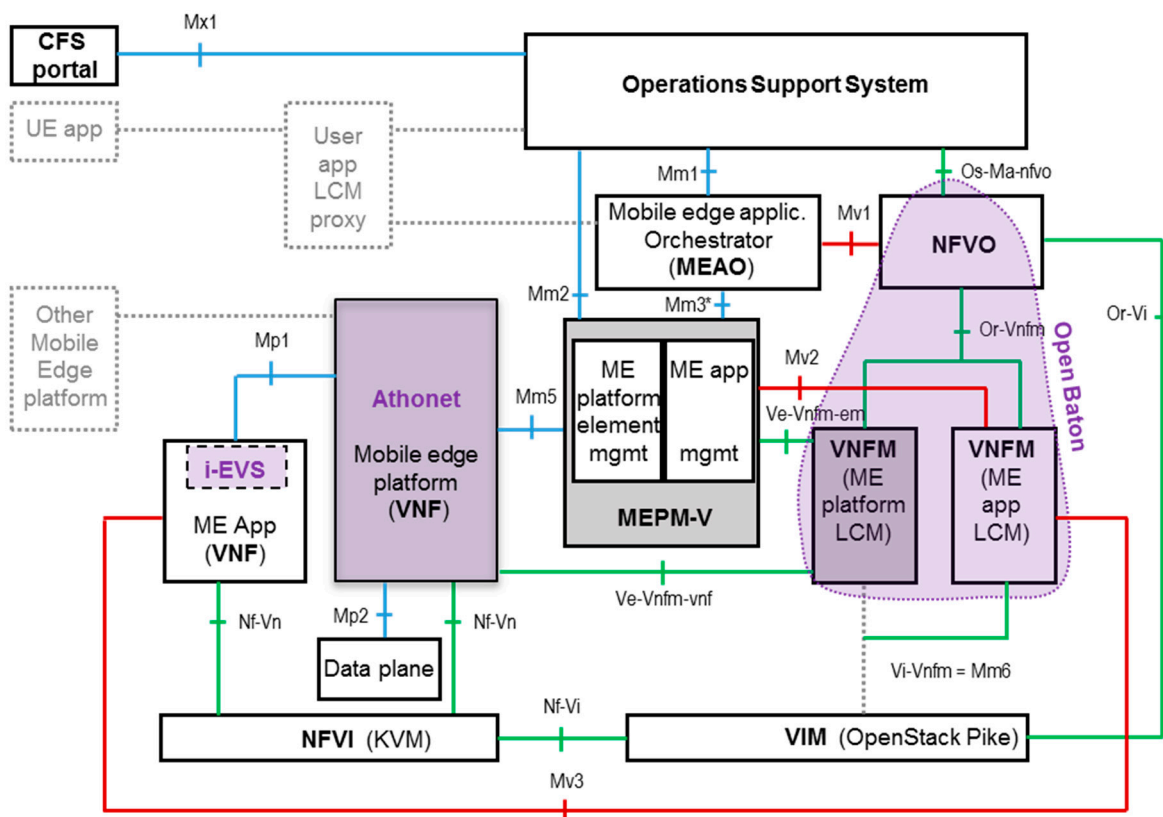 Mx1
CFS
portal
Operations Support System
UE app
User
app
LCM
proxy
Mm1
Os-Ma-nfvo
Mobile edge applic.
Orchestrator
(MEAO)
Mv1
NFVO
Other
Mobile
Edge
platform
Mm2
Mm3*
Or-Vnfm
Or-Vi
Open Baton
Mp1
Athonet
Mobile edge
platform
(VNF)
Mm5
ME
platform
element
mgmt
ME app
mgmt
MEPM-V
Mv2
Ve-Vnfm-em
VNFM
(ME
platform
LCM)
VNFM
(ME
app
LCM)
i-EVS
ME App
(VNF)
Ve-Vnfm-vnf
Nf-Vn
Mp2
Nf-Vn
Data plane
Vi-Vnfm = Mm6
NFVI (KVM)
Nf-Vi
VIM (OpenStack Pike)
Mv3